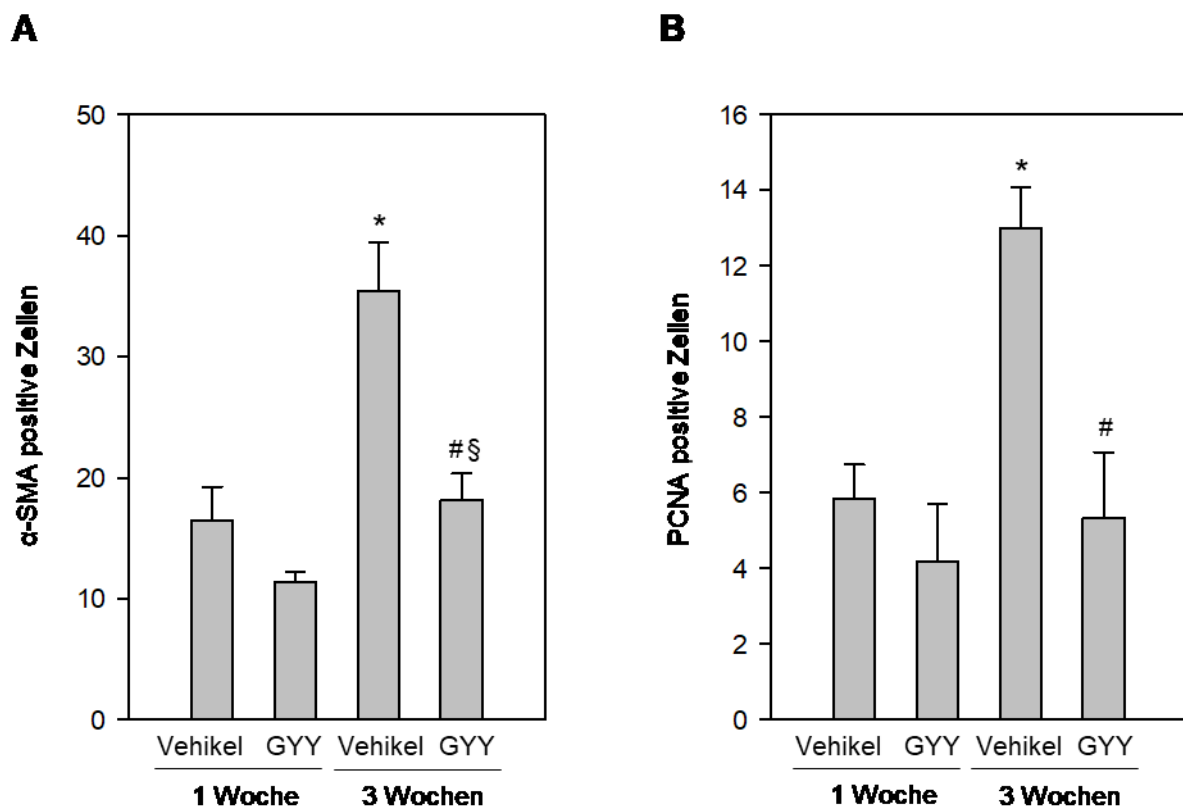 A
α-SMA positive Zellen
50
40
30
20
10
0
*
#§
Vehikel GYY Vehikel GYY
1 Woche 3 Wochen
B
PCNA positive Zellen
16
14
12
10
8
6
4
2
0
*
#
Vehikel GYY Vehikel GYY
1 Woche 3 Wochen